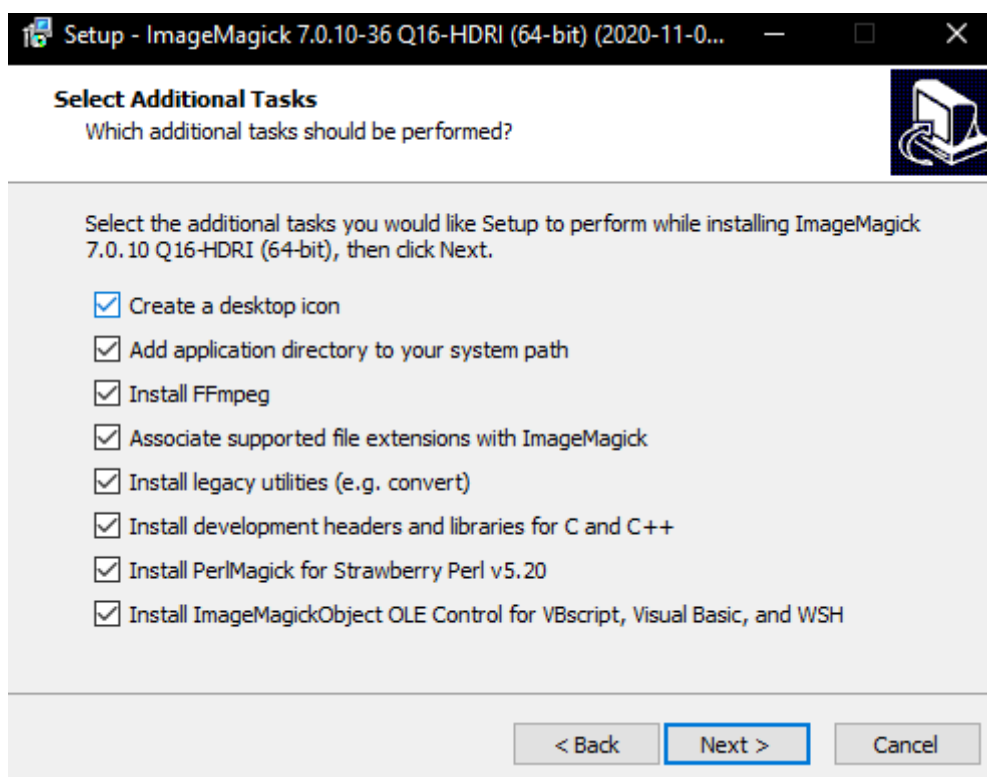 Setup - ImageMagick 7.0.10-36 Q16-HDRI (64-bit) (2020-11-0...
Select Additional Tasks
Which additional tasks should be performed?
Select the additional tasks you would like Setup to perform while installing ImageMagick
7.0.10 Q16-HDRI (64-bit), then click Next.
Create a desktop icon
Add application directory to your system path
Install FFmpeg
Associate supported file extensions with ImageMagick
Install legacy utilities (e.g. convert)
Install development headers and libraries for C and C++
Install PerlMagick for Strawberry Perl v5.20
Install ImageMagickObject OLE Control for VBscript, Visual Basic, and WSH
< Back Next > Cancel